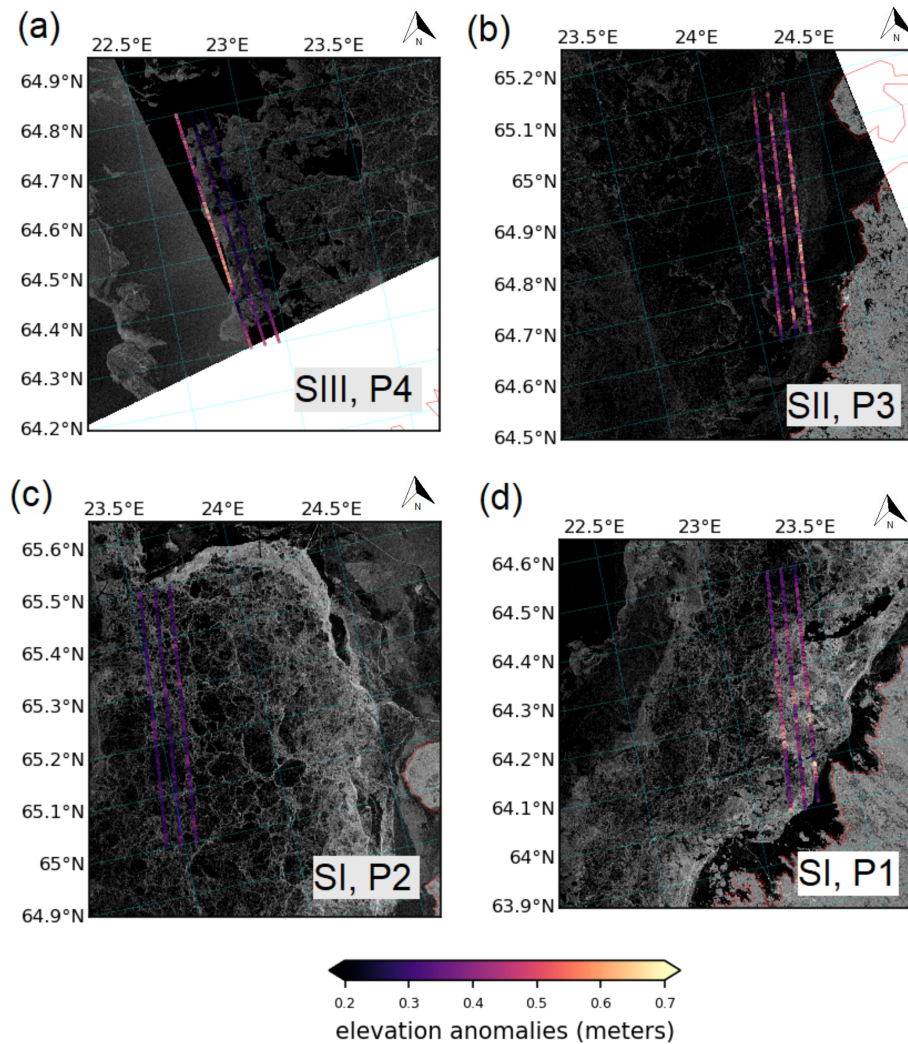 (a)
22.5°E 23°E 23.5°E
N
64.9°N
64.8°N
64.7°N
64.6°N
64.5°N
64.4°N
64.3°N
64.2°N
SIII, P4
(b)
23.5°E 24°E 24.5°E
N
65.2°N
65.1°N
65°N
64.9°N
64.8°N
64.7°N
64.6°N
64.5°N
SII, P3
(c)
23.5°E 24°E 24.5°E
N
65.6°N
65.5°N
65.4°N
65.3°N
65.2°N
65.1°N
65°N
64.9°N
SI, P2
(d)
22.5°E 23°E 23.5°E
N
64.6°N
64.5°N
64.4°N
64.3°N
64.2°N
64.1°N
64°N
63.9°N
SI, P1
0.2 0.3 0.4 0.5 0.6 0.7
elevation anomalies (meters)